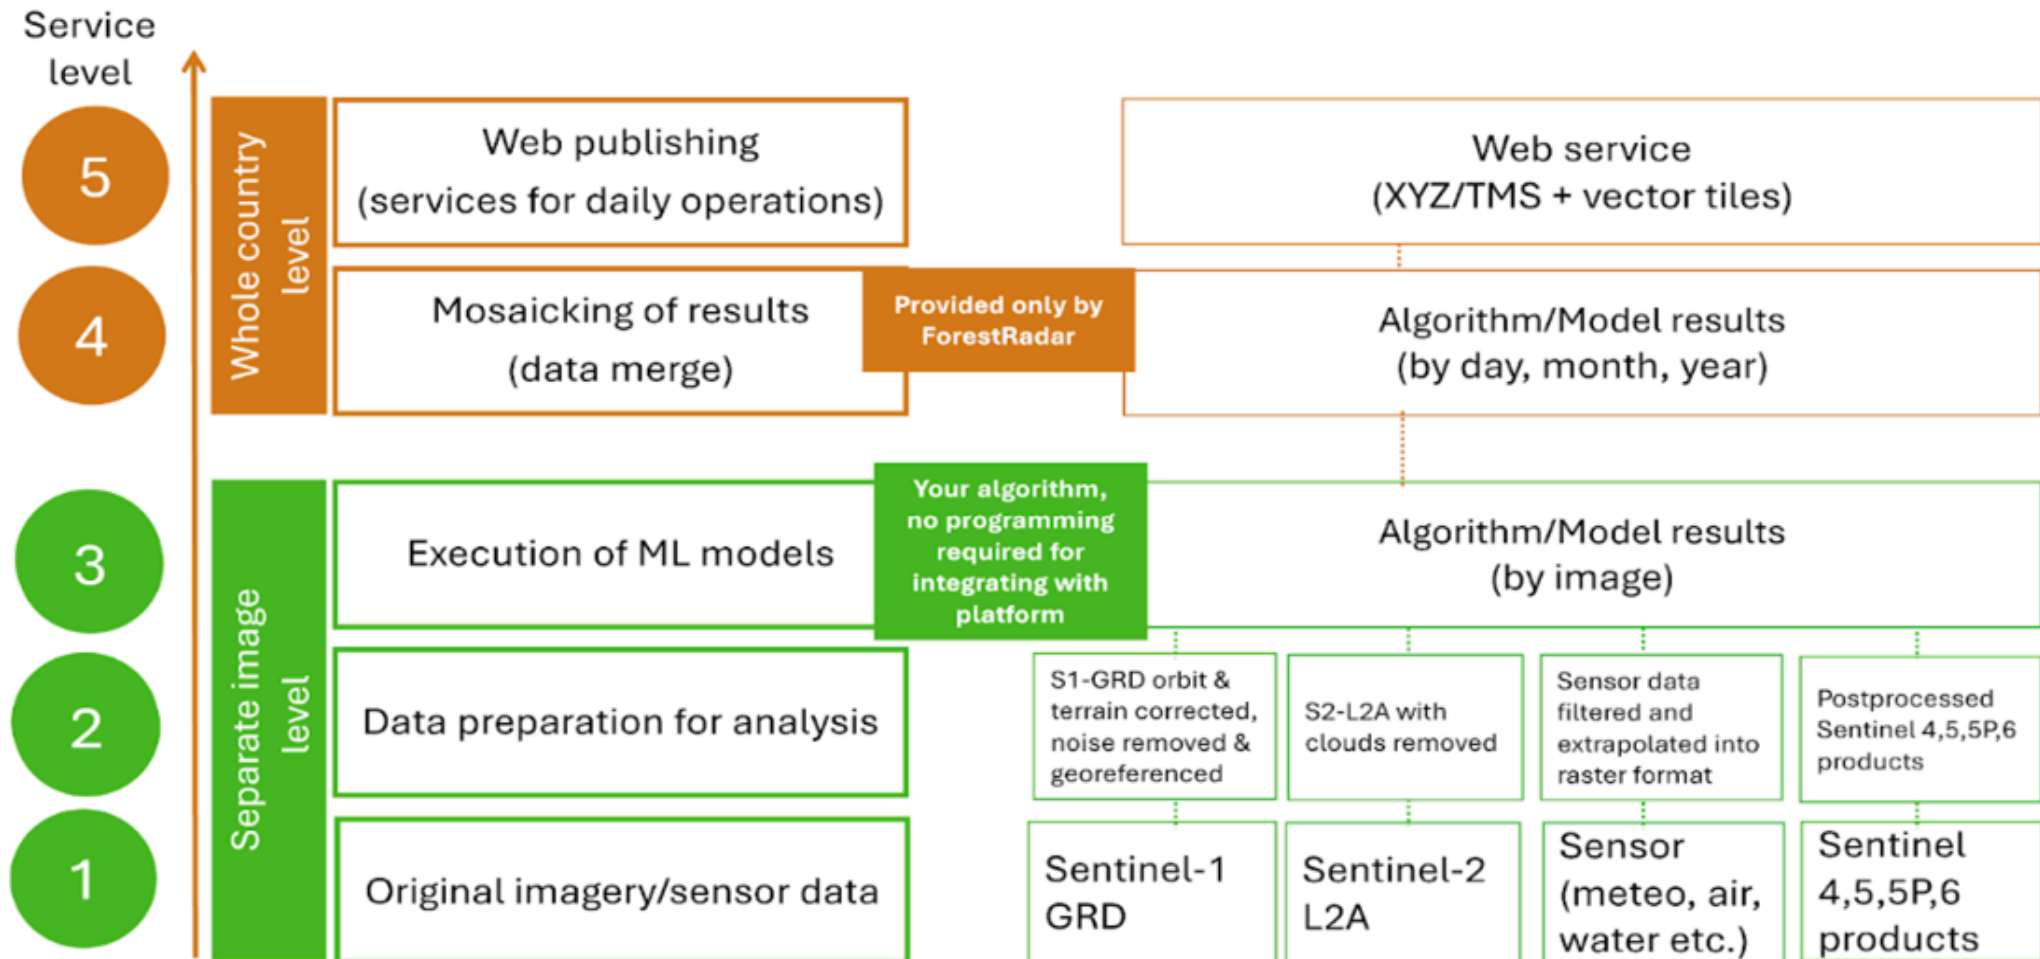 Service
level
5
Whole country
level
Web publishing
(services for daily operations)
Web service
(XYZ/TMS + vector tiles)
4
Mosaicking of results
(data merge)
Provided only by
ForestRadar
Algorithm/Model results
(by day, month, year)
3
Separate image
level
Execution of ML models
Your algorithm,
no programming
required for
integrating with
platform
Algorithm/Model results
(by image)
2
Data preparation for analysis
S1-GRD orbit &
terrain corrected,
noise removed &
georeferenced
S2-L2A with
clouds removed
Sensor data
filtered and
extrapolated into
raster format
Postprocessed
Sentinel 4,5,5P,6
products
1
Original imagery/sensor data
Sentinel-1
GRD
Sentinel-2
L2A
Sensor
(meteo, air,
water etc.)
Sentinel
4,5,5P,6
products